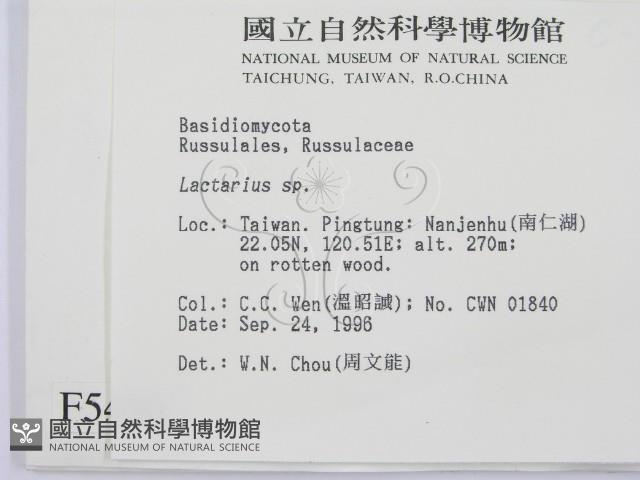 國立自然科學博物館
NATIONAL MUSEUM OF NATURAL SCIENCE
TAICHUNG, TAIWAN, R.O.CHINA
Basidiomycota
Russulales, Russulaceae
Lactarius sp.
Loc.: Taiwan. Pingtung: Nanjenhu(南仁湖)
22.05N, 120.51E; alt. 270m;
on rotten wood.
Col.: C.C. Wen(溫昭誠); No. CWN 01840
Date: Sep. 24, 1996
Det.: W.N. Chou(周文能)
F54
國立自然科學博物館
NATIONAL MUSEUM OF NATURAL SCIENCE